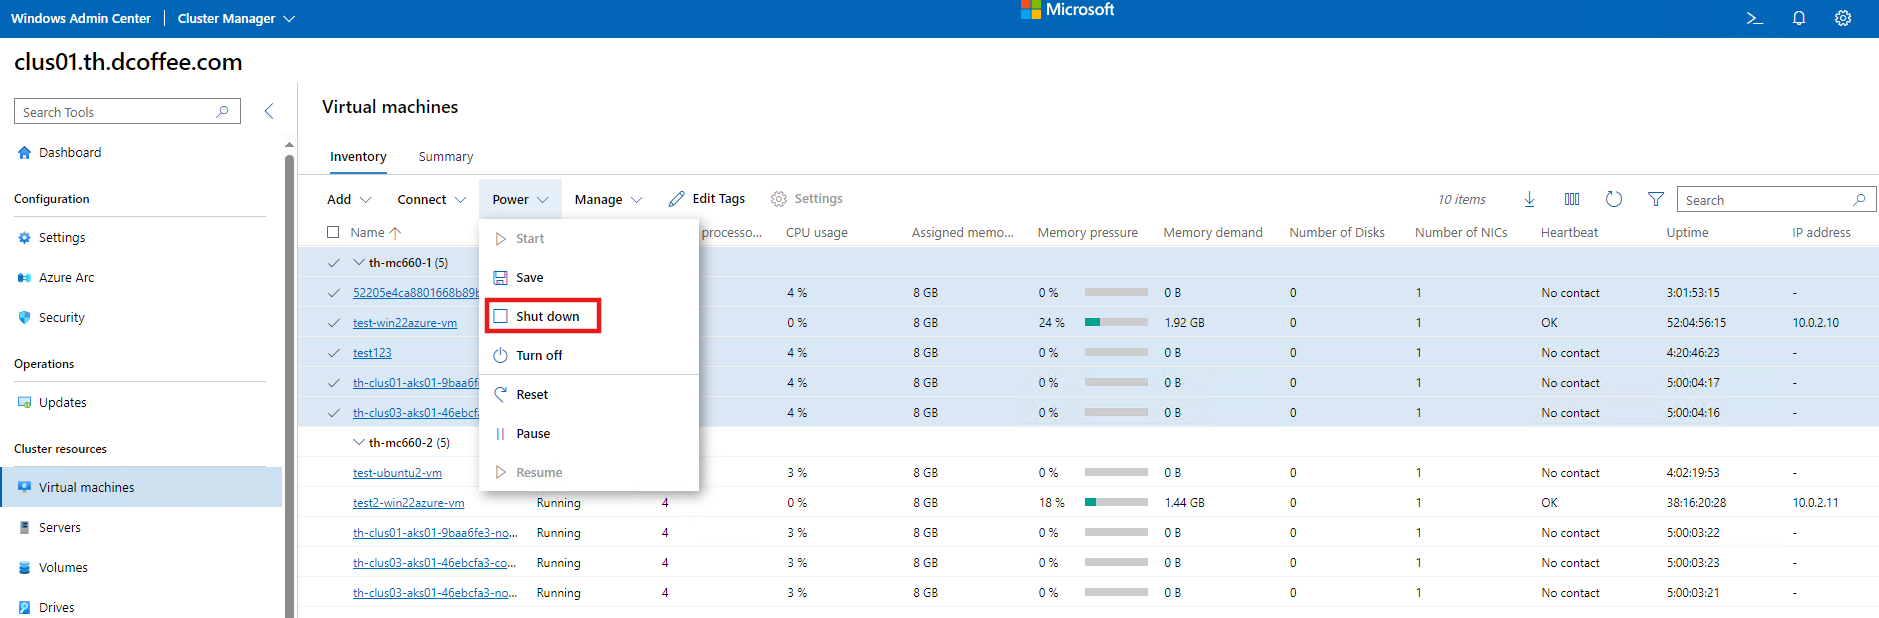 Windows Admin Center | Cluster Manager
Microsoft
clus01.th.dcoffee.com
Search Tools
Dashboard
Configuration
Settings
Azure Arc
Security
Operations
Updates
Cluster resources
Virtual machines
Servers
Volumes
Drives
Virtual machines
Inventory Summary
Add Connect Power Manage Edit Tags Settings 10 items Search
Name processo... CPU usage Assigned memo... Memory pressure Memory demand Number of Disks Number of NICs Heartbeat Uptime IP address
Start
Save
Shut down
Turn off
Reset
Pause
Resume
th-mc660-1 (5)
52205e4ca8801668b89b 4 % 8 GB 0 % 0 B 0 1 No contact 3:01:53:15 -
test-win22azure-vm 0 % 8 GB 24 % 1.92 GB 0 1 OK 52:04:56:15 10.0.2.10
test123 4 % 8 GB 0 % 0 B 0 1 No contact 4:20:46:23 -
th-clus01-aks01-9baa6fe 4 % 8 GB 0 % 0 B 0 1 No contact 5:00:04:17 -
th-clus03-aks01-46ebcfa 4 % 8 GB 0 % 0 B 0 1 No contact 5:00:04:16 -
th-mc660-2 (5)
test-ubuntu2-vm 3 % 8 GB 0 % 0 B 0 1 No contact 4:02:19:53 -
test2-win22azure-vm Running 4 0 % 8 GB 18 % 1.44 GB 0 1 OK 38:16:20:28 10.0.2.11
th-clus01-aks01-9baa6fe3-no... Running 4 3 % 8 GB 0 % 0 B 0 1 No contact 5:00:03:22 -
th-clus03-aks01-46ebcfa3-co... Running 4 3 % 8 GB 0 % 0 B 0 1 No contact 5:00:03:23 -
th-clus03-aks01-46ebcfa3-no... Running 4 3 % 8 GB 0 % 0 B 0 1 No contact 5:00:03:21 -